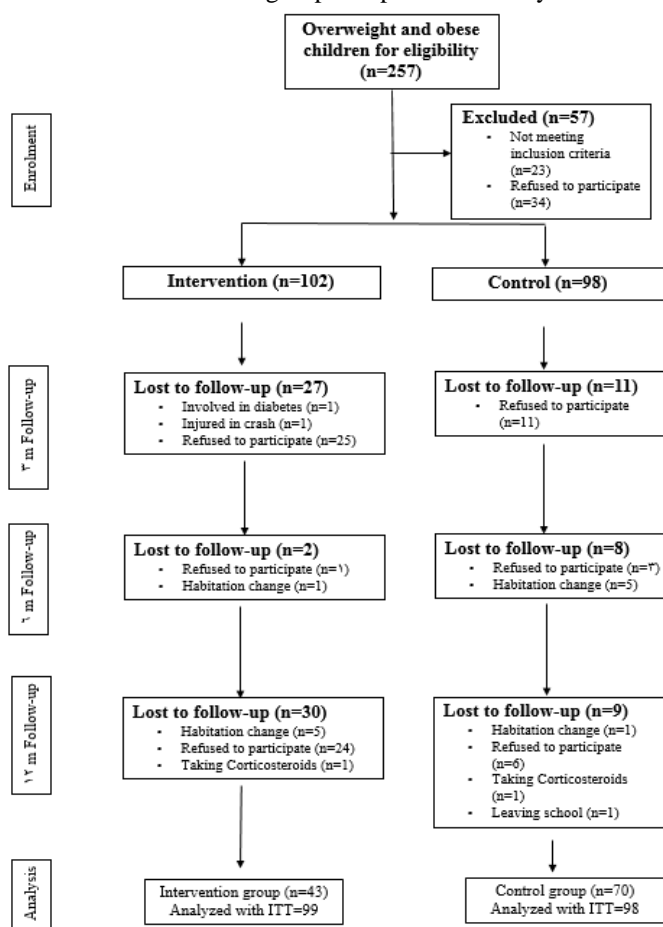 Overweight and obese
children for eligibility
(n=257)
Enrolment
Excluded (n=57)
• Not meeting
inclusion criteria
(n=23)
• Refused to participate
(n=34)
Intervention (n=102)
Control (n=98)
۳ m Follow-up
Lost to follow-up (n=27)
• Involved in diabetes (n=1)
• Injured in crash (n=1)
• Refused to participate (n=25)
Lost to follow-up (n=11)
• Refused to participate
(n=11)
٦ m Follow-up
Lost to follow-up (n=2)
• Refused to participate (n=۱)
• Habitation change (n=1)
Lost to follow-up (n=8)
• Refused to participate (n=۳)
• Habitation change (n=5)
۱۲ m Follow-up
Lost to follow-up (n=30)
• Habitation change (n=5)
• Refused to participate (n=24)
• Taking Corticosteroids (n=1)
Lost to follow-up (n=9)
• Habitation change (n=1)
• Refused to participate
(n=6)
• Taking Corticosteroids
(n=1)
• Leaving school (n=1)
Analysis
Intervention group (n=43)
Analyzed with ITT=99
Control group (n=70)
Analyzed with ITT=98